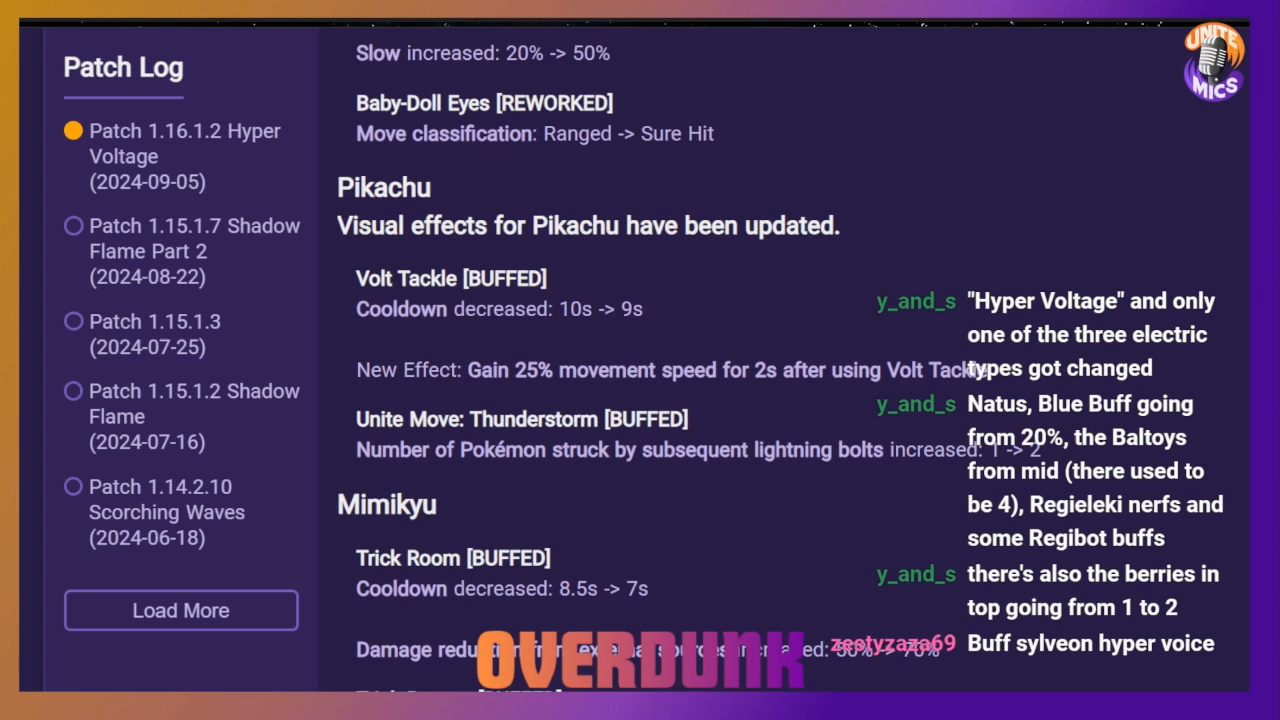 UNITE
MICS
Patch Log
Patch 1.16.1.2 Hyper
Voltage
(2024-09-05)
Patch 1.15.1.7 Shadow
Flame Part 2
(2024-08-22)
Patch 1.15.1.3
(2024-07-25)
Patch 1.15.1.2 Shadow
Flame
(2024-07-16)
Patch 1.14.2.10
Scorching Waves
(2024-06-18)
Load More
Slow increased: 20% -> 50%
Baby-Doll Eyes [REWORKED]
Move classification: Ranged -> Sure Hit
Pikachu
Visual effects for Pikachu have been updated.
Volt Tackle [BUFFED]
Cooldown decreased: 10s -> 9s
New Effect: Gain 25% movement speed for 2s after using Volt Tackle
Unite Move: Thunderstorm [BUFFED]
Number of Pokémon struck by subsequent lightning bolts increased: 1 -> 2
Mimikyu
Trick Room [BUFFED]
Cooldown decreased: 8.5s -> 7s
Damage
OVERDUNK
y_and_s "Hyper Voltage" and only
one of the three electric
types got changed
y_and_s Natus, Blue Buff going
from 20%, the Baltoys
from mid (there used to
be 4), Regieleki nerfs and
some Regibot buffs
y_and_s there's also the berries in
top going from 1 to 2
zestyzaza69 Buff sylveon hyper voice